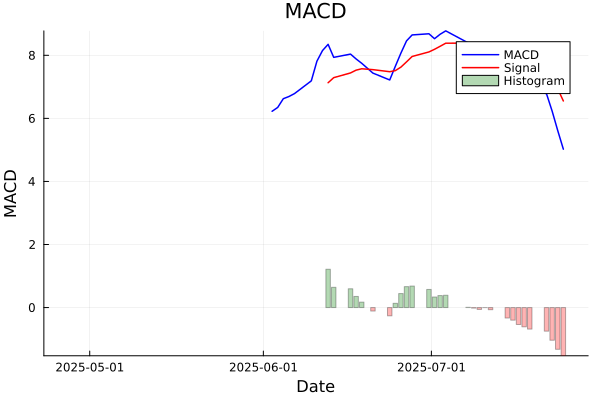 MACD
MACD
Signal
Histogram
8
6
4
2
0
MACD
2025-05-01
2025-06-01
2025-07-01
Date